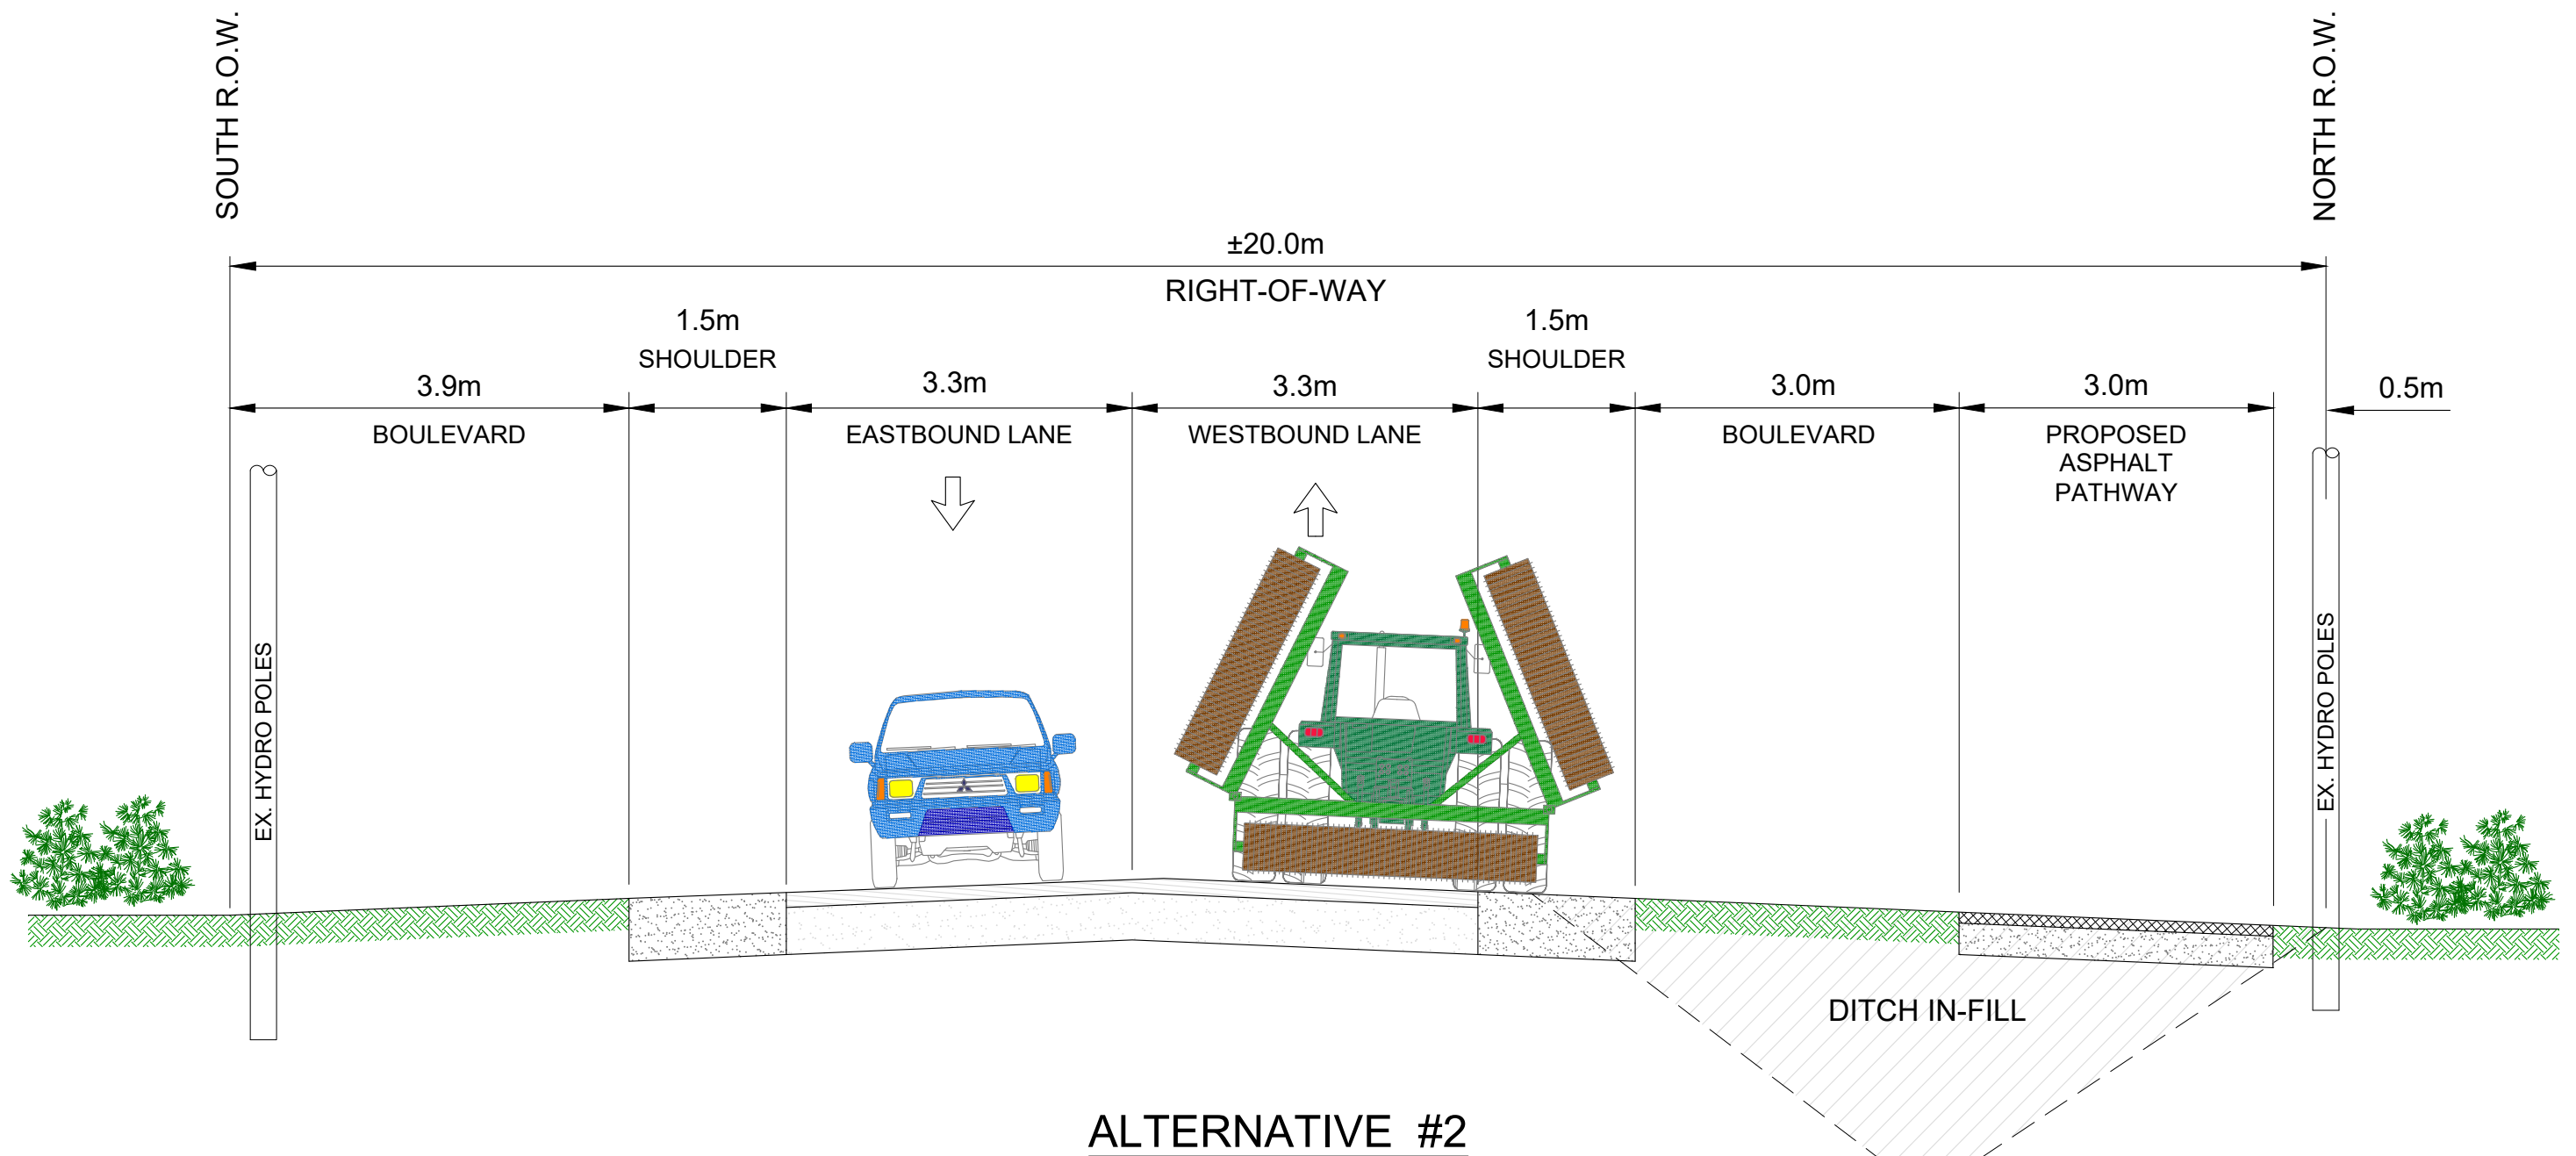 SOUTH R.O.W.
NORTH R.O.W.
±20.0m
RIGHT-OF-WAY
1.5m
SHOULDER
1.5m
SHOULDER
3.9m
3.3m
3.3m
3.0m
3.0m
0.5m
BOULEVARD
EASTBOUND LANE
WESTBOUND LANE
BOULEVARD
PROPOSED
ASPHALT
PATHWAY
EX. HYDRO POLES
EX. HYDRO POLES
DITCH IN-FILL
ALTERNATIVE #2